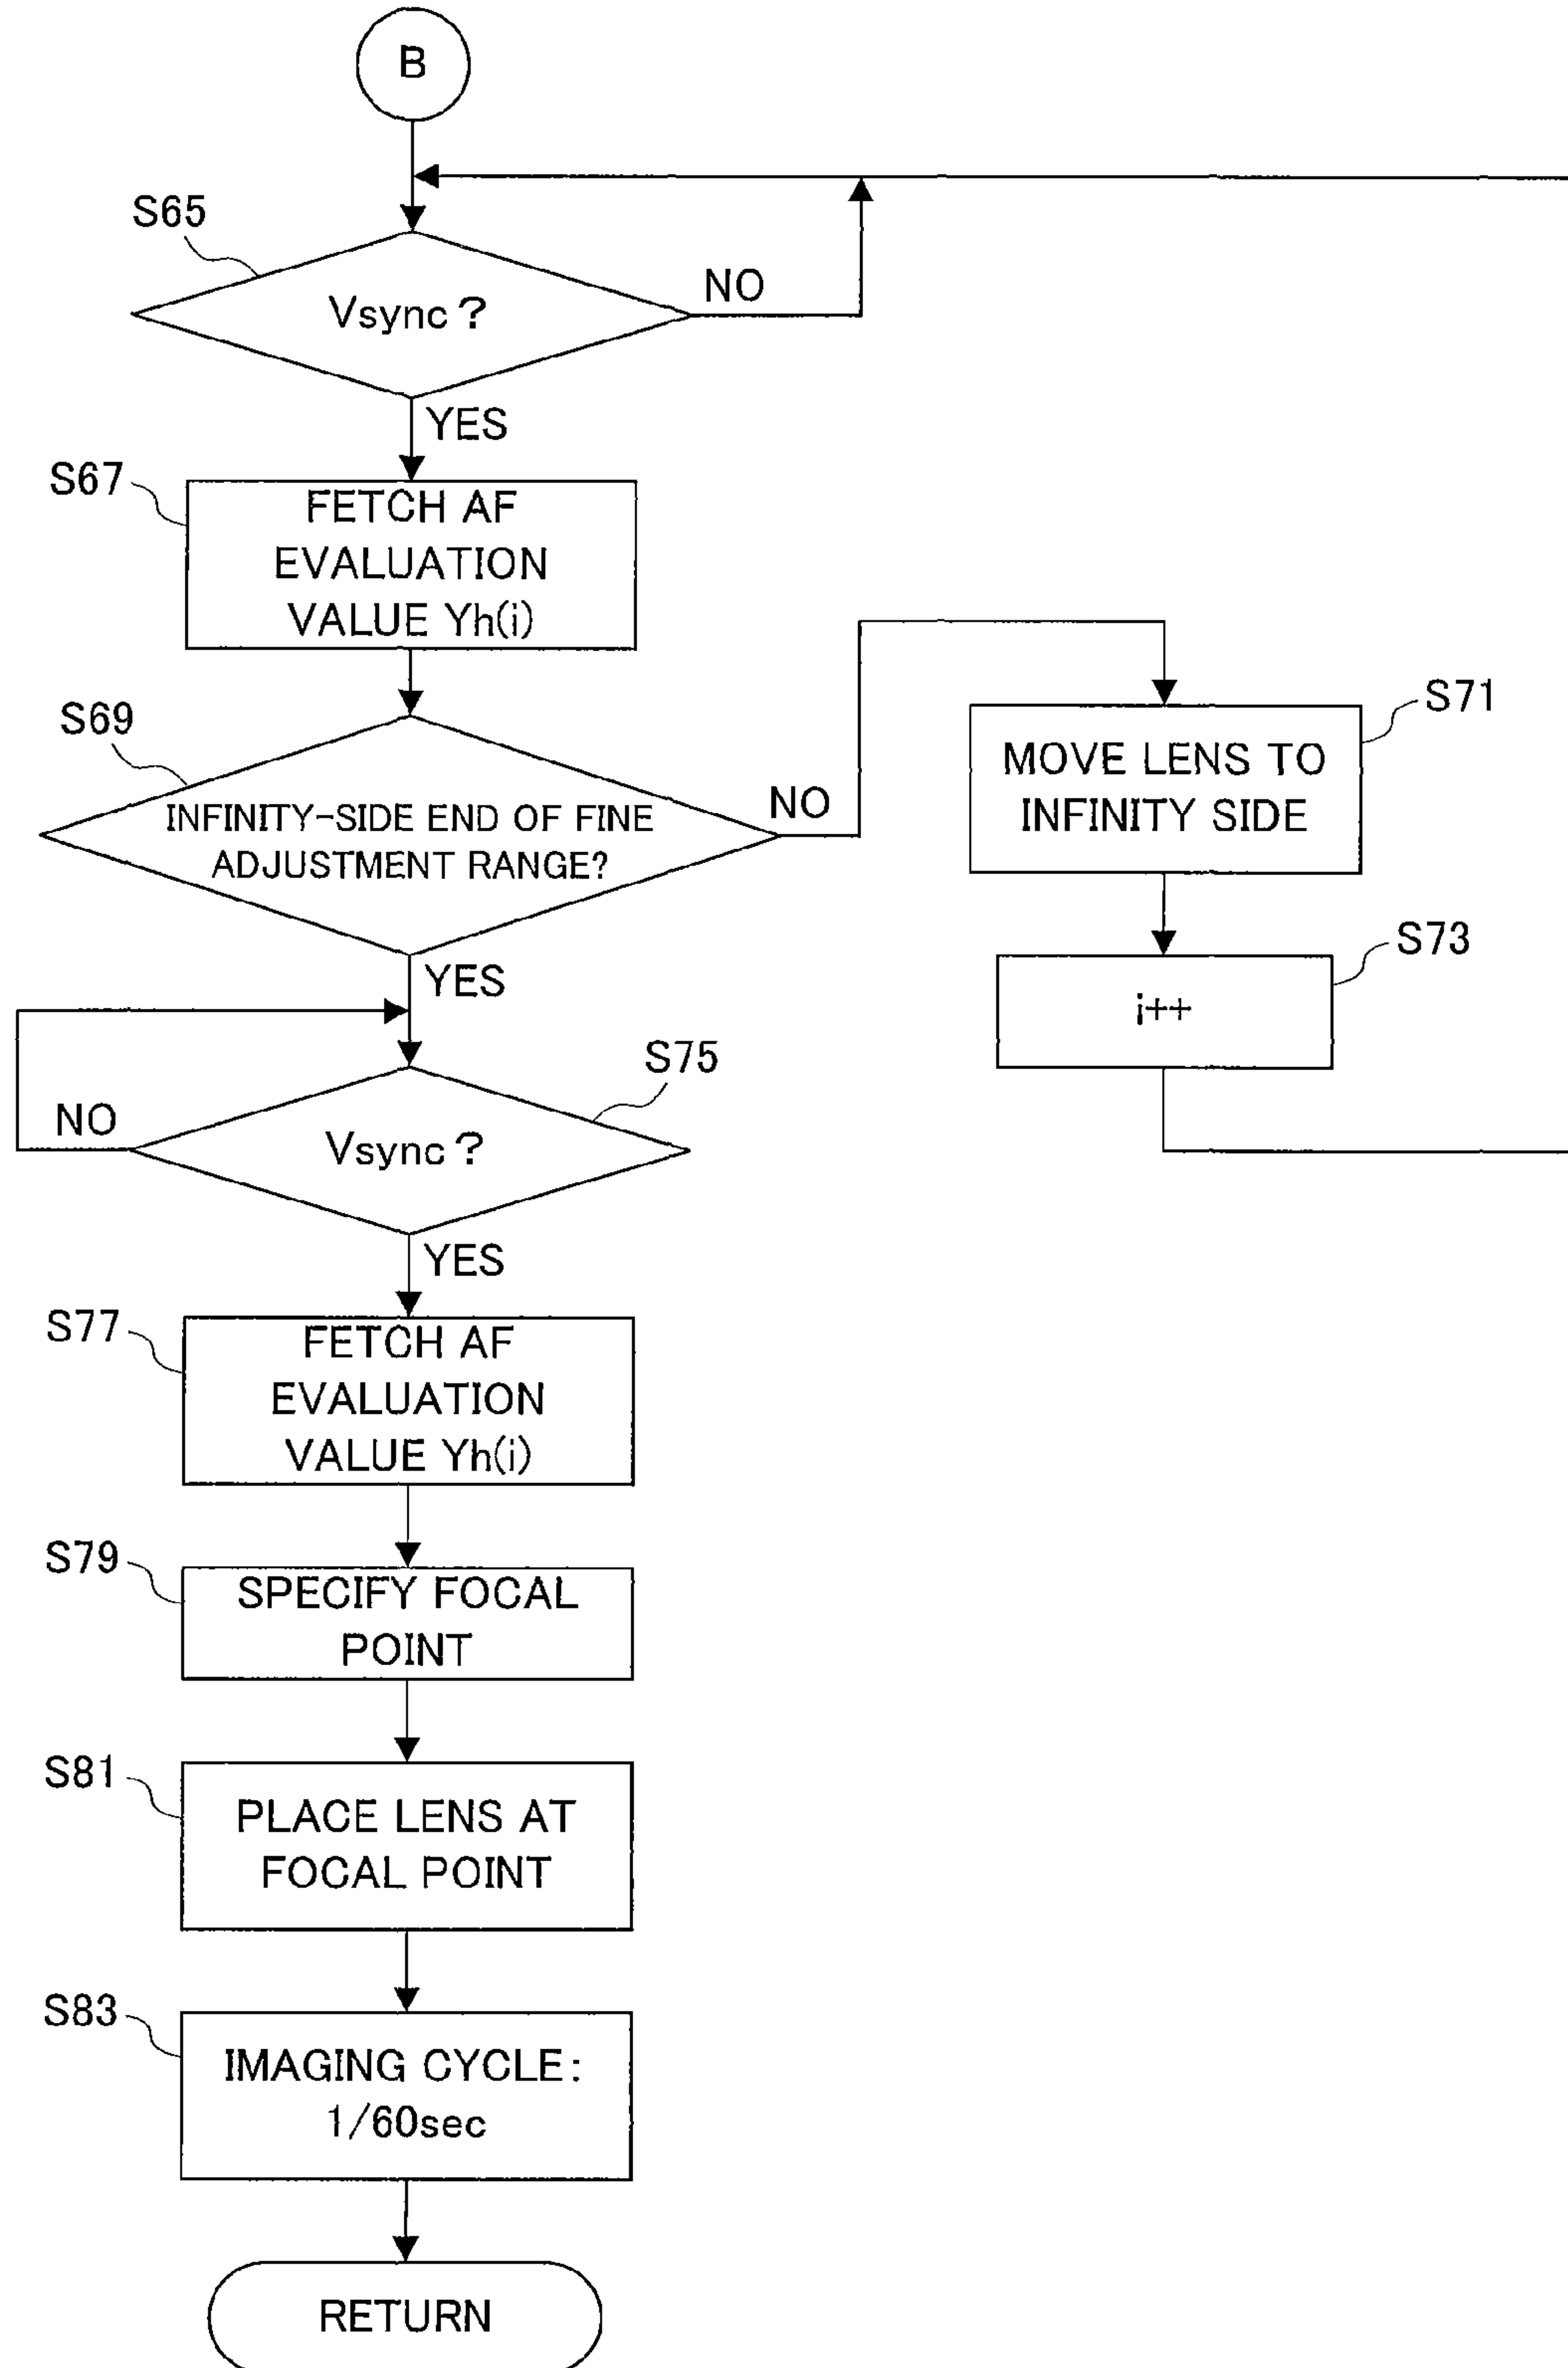 B
S65
Vsync?
NO
YES
S67
FETCH AF
EVALUATION
VALUE Yh(i)
S69
INFINITY-SIDE END OF FINE
ADJUSTMENT RANGE?
NO
S71
MOVE LENS TO
INFINITY SIDE
S73
i++
YES
S75
Vsync?
NO
YES
S77
FETCH AF
EVALUATION
VALUE Yh(i)
S79
SPECIFY FOCAL
POINT
S81
PLACE LENS AT
FOCAL POINT
S83
IMAGING CYCLE:
1/60sec
RETURN